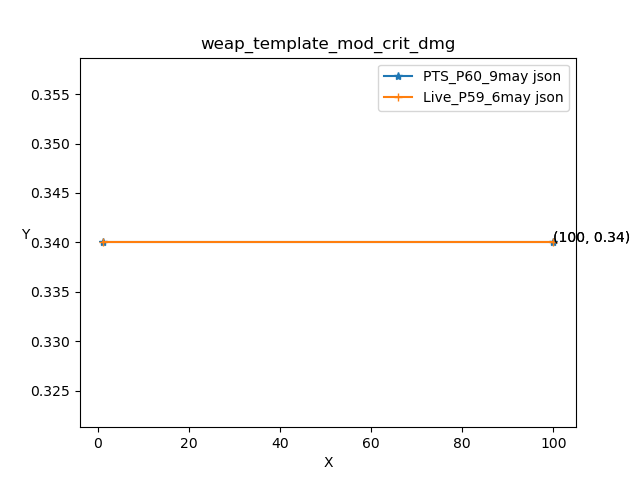 weap_template_mod_crit_dmg
PTS_P60_9may json
Live_P59_6may json
0.355
0.350
0.345
Y
0.340
(100, 0.34)
0.335
0.330
0.325
0
20
40
60
80
100
X